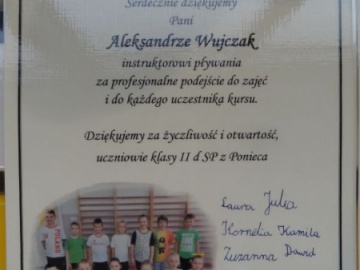 Serdecznie dziękujemy
Pani
Aleksandrze Wujczak
instruktorowi pływania
za profesjonalne podejście do zajęć
i do każdego uczestnika kursu.
Dziękujemy za życzliwość i otwartość,
uczniowie klasy II d SP z Ponieca
Laura Julia
Kornelia Kamila
Zuzanna Dawid